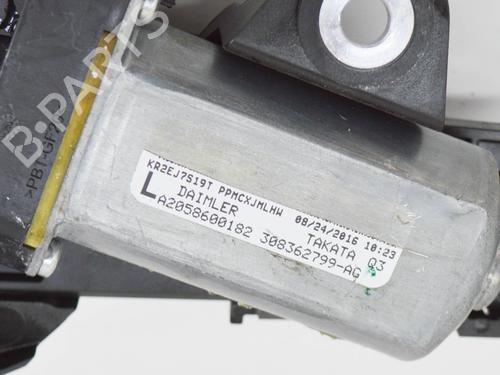 B-PARTS
>PBT-GF
KR2EJ7S19T PPMCXJMLHW 08/24/2016 10:23
L DAIMLER TAKATA Q3
A2058600182 308362799-AG